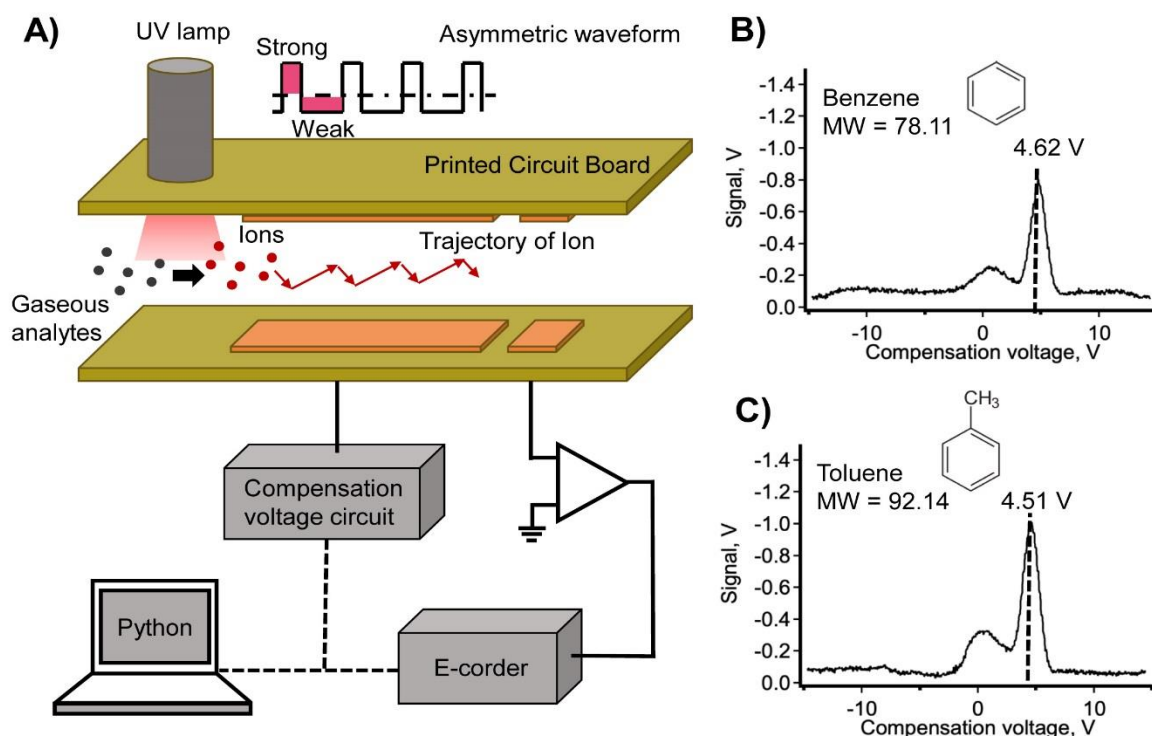 A)
UV lamp
Strong
Asymmetric waveform
Weak
Printed Circuit Board
Ions
Trajectory of Ion
Gaseous
analytes
Compensation
voltage circuit
Python
E-corder
B)
Benzene
MW = 78.11
4.62 V
Signal, V
-1.4
-1.2
-1.0
-0.8
-0.6
-0.4
-0.2
0.0
-10
0
10
Compensation voltage, V
C)
CH3
Toluene
MW = 92.14
4.51 V
Signal, V
-1.4
-1.2
-1.0
-0.8
-0.6
-0.4
-0.2
0.0
-10
0
10
Compensation voltage, V